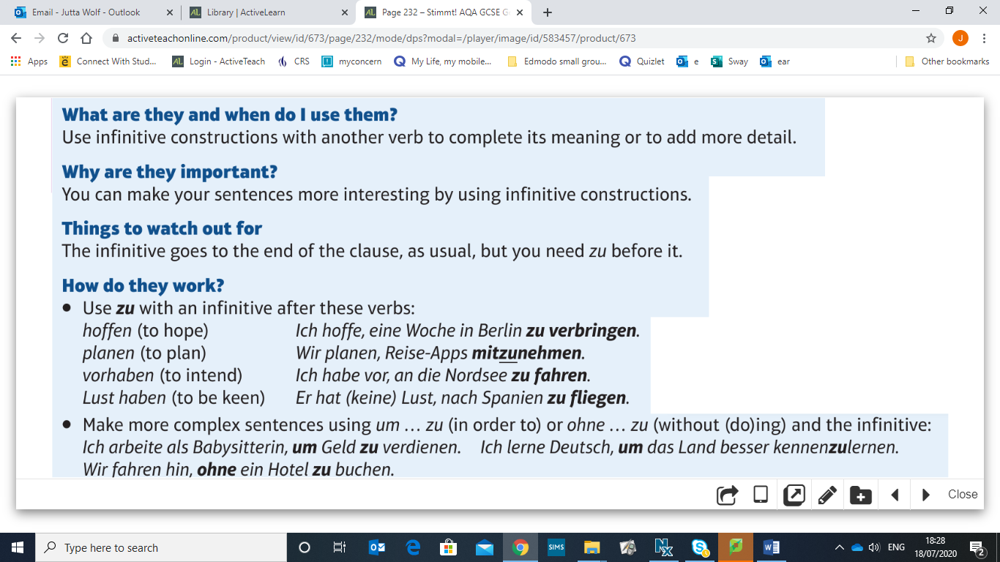 Email - Jutta Wolf - Outlook
Library | ActiveLearn
Page 232 – Stimmt! AQA GCSE G
activeteachonline.com/product/view/id/673/page/232/mode/dps?modal=/player/image/id/583457/product/673
J
Apps
Connect With Stud...
Login - ActiveTeach
CRS
myconcern
My Life, my mobile...
Edmodo small grou...
Quizlet
e
Sway
ear
Other bookmarks
What are they and when do I use them?
Use infinitive constructions with another verb to complete its meaning or to add more detail.
Why are they important?
You can make your sentences more interesting by using infinitive constructions.
Things to watch out for
The infinitive goes to the end of the clause, as usual, but you need zu before it.
How do they work?
• Use zu with an infinitive after these verbs:
hoffen (to hope) Ich hoffe, eine Woche in Berlin zu verbringen.
planen (to plan) Wir planen, Reise-Apps mitzunehmen.
vorhaben (to intend) Ich habe vor, an die Nordsee zu fahren.
Lust haben (to be keen) Er hat (keine) Lust, nach Spanien zu fliegen.
• Make more complex sentences using um ... zu (in order to) or ohne ... zu (without (do)ing) and the infinitive:
Ich arbeite als Babysitterin, um Geld zu verdienen. Ich lerne Deutsch, um das Land besser kennenzulernen.
Wir fahren hin, ohne ein Hotel zu buchen.
Close
Type here to search
SIMS
ENG
18:28
18/07/2020
2